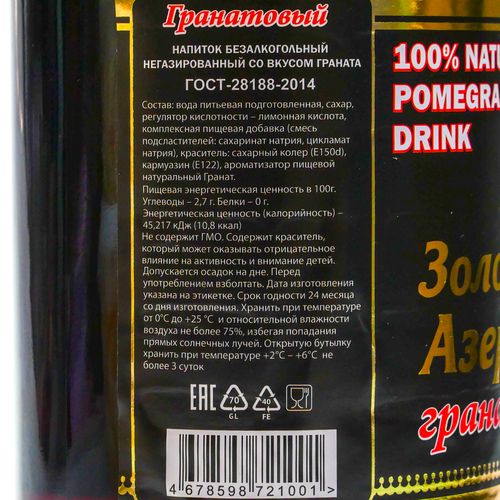 Гранатовый
НАПИТОК БЕЗАЛКОГОЛЬНЫЙ
НЕГАЗИРОВАННЫЙ СО ВКУСОМ ГРАНАТА
ГОСТ-28188-2014
Состав: вода питьевая подготовленная, сахар,
регулятор кислотности – лимонная кислота,
комплексная пищевая добавка (смесь
подсластителей: сахаринат натрия, цикламат
натрия), краситель: сахарный колер (E150d),
кармуазин (E122), ароматизатор пищевой
натуральный Гранат.
Пищевая энергетическая ценность в 100г.
Углеводы – 2,7 г. Белки – 0 г.
Энергетическая ценность (калорийность) –
45,217 кДж (10,8 ккал)
Не содержит ГМО. Содержит краситель,
который может оказывать отрицательное
влияние на активность и внимание детей.
Допускается осадок на дне. Перед
употреблением взболтать. Дата изготовления
указана на этикетке. Срок годности 24 месяца
со дня изготовления. Хранить при температуре
от 0°С до +25 °С и относительной влажности
воздуха не более 75%, избегая попадания
прямых солнечных лучей. Открытую бутылку
хранить при температуре +2°С – +6°С не
более 3 суток
EAC 70 40
GL FE
4 678598 721001 >
100% NATU
POMEGRA
DRINK
Золо
Азер
грана